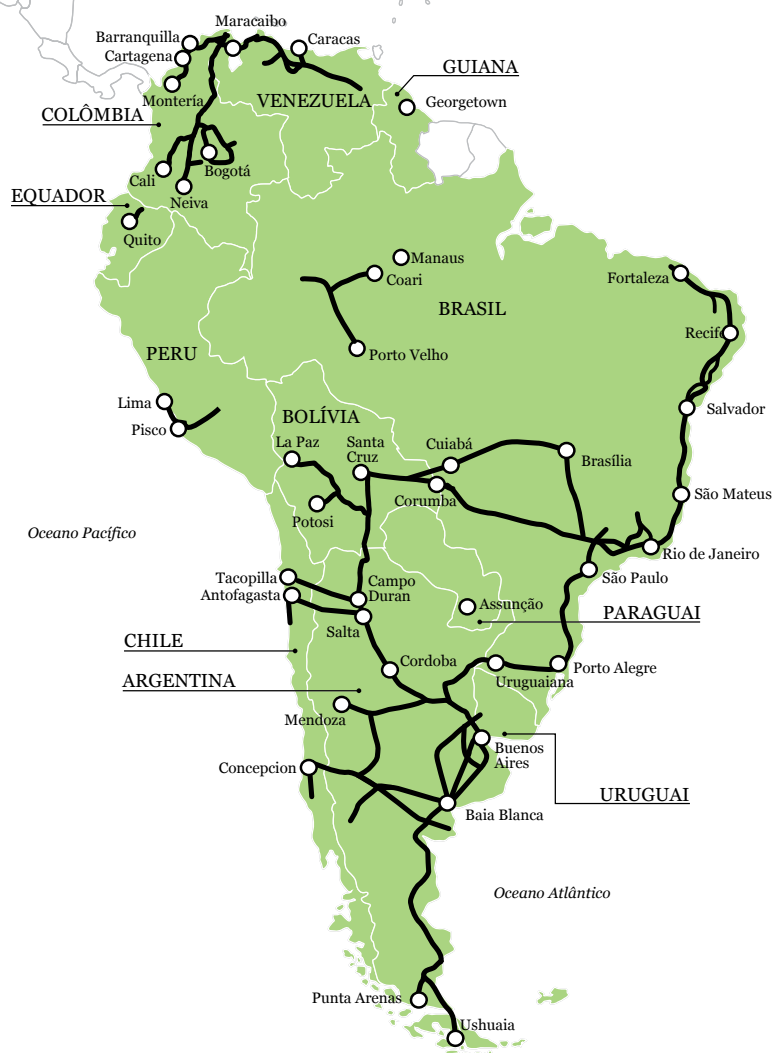 Maracaibo
Barranquilla
Caracas
Cartagena
GUIANA
Montería
VENEZUELA
Georgetown
COLÔMBIA
Bogotá
Cali
EQUADOR
Neiva
Quito
Manaus
Coari
Fortaleza
BRASIL
Recife
PERU
Porto Velho
Lima
Salvador
BOLÍVIA
Pisco
La Paz
Santa
Cruz
Cuiabá
Brasília
Corumba
São Mateus
Potosi
Oceano Pacífico
Rio de Janeiro
Tacopilla
São Paulo
Campo
Duran
Antofagasta
Assunção
PARAGUAI
Salta
CHILE
Cordoba
Porto Alegre
ARGENTINA
Uruguaiana
Mendoza
Buenos
Aires
Concepcion
URUGUAI
Baia Blanca
Oceano Atlântico
Punta Arenas
Ushuaia